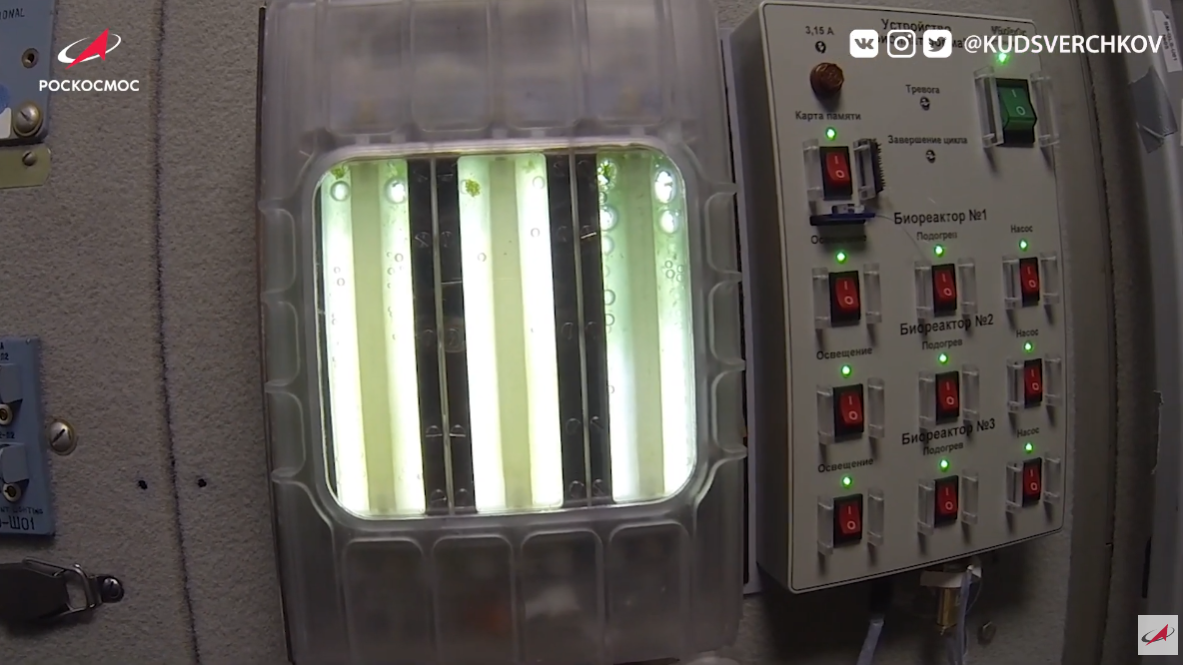 РОСКОСМОС
@KUDSVERCHKOV
3,15 А
Устройство
Тревога
Карта памяти
Завершение цикла
Биореактор №1
Подогрев
Насос
Биореактор №2
Освещение
Подогрев
Насос
Биореактор №3
Освещение
Подогрев
Насос
-Ш01